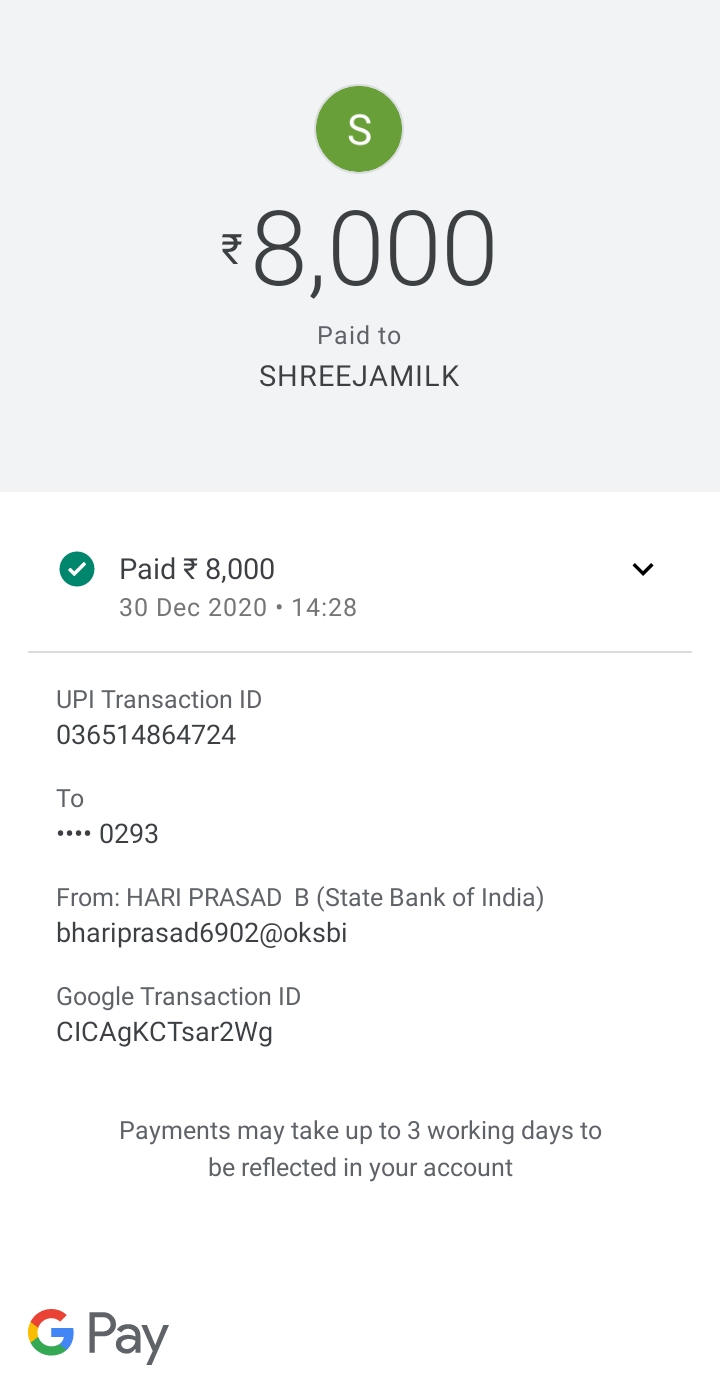 S
₹8,000
Paid to
SHREEJAMILK
Paid ₹ 8,000
30 Dec 2020 • 14:28
UPI Transaction ID
036514864724
To
•••• 0293
From: HARI PRASAD  B (State Bank of India)
bhariprasad6902@oksbi
Google Transaction ID
CICAgKCTsar2Wg
Payments may take up to 3 working days to
be reflected in your account
G Pay